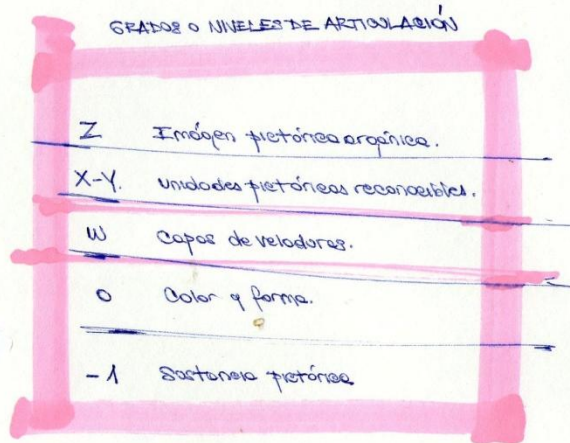 GRADOS O NIVELES DE ARTICULACIÓN
Z Imágen pictórica orgánica.
X-Y. unidades pictóricas reconocibles.
W Capas de veladuras.
0 Color y forma.
-1 Sustancia pictórica